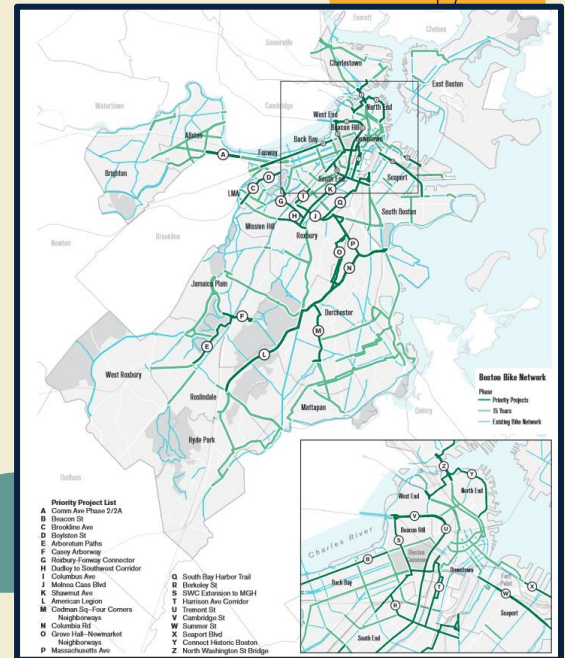 Everett
Chelsea
Somerville
Charlestown
East Boston
Watertown
Cambridge
West End
North End
Beacon Hill
Downtown
Allston
Back Bay
Fenway
A
Brighton
D
C
LMA
South End
Seaport
I
K
G
Q
H
J
Mission Hill
South Boston
Roxbury
Brookline
Newton
P
O
N
Jamaica Plain
F
Dorchester
M
E
L
West Roxbury
Roslindale
Mattapan
Quincy
Hyde Park
Dedham
Boston Bike Network
Phase
Priority Projects
15 Years
Existing Bike Network
Priority Project List
A Comm Ave Phase 2/2A
B Beacon St
C Brookline Ave
D Boylston St
E Arboretum Paths
F Casey Arborway
G Roxbury-Fenway Connector
H Dudley to Southwest Corridor
I Columbus Ave
J Melnea Cass Blvd
K Shawmut Ave
L American Legion
M Codman Sq–Four Corners
Neighborways
N Columbia Rd
O Grove Hall–Newmarket
Neighborways
P Massachusetts Ave
Q South Bay Harbor Trail
R Berkeley St
S SWC Extension to MGH
T Harrison Ave Corridor
U Tremont St
V Cambridge St
W Summer St
X Seaport Blvd
Y Connect Historic Boston
Z North Washington St Bridge
Z
Y
West End
North End
V
U
Beacon Hill
Charles River
S
Boston
Common
B
Downtown
Fort
Point
Back Bay
T
X
W
Seaport
R
South End